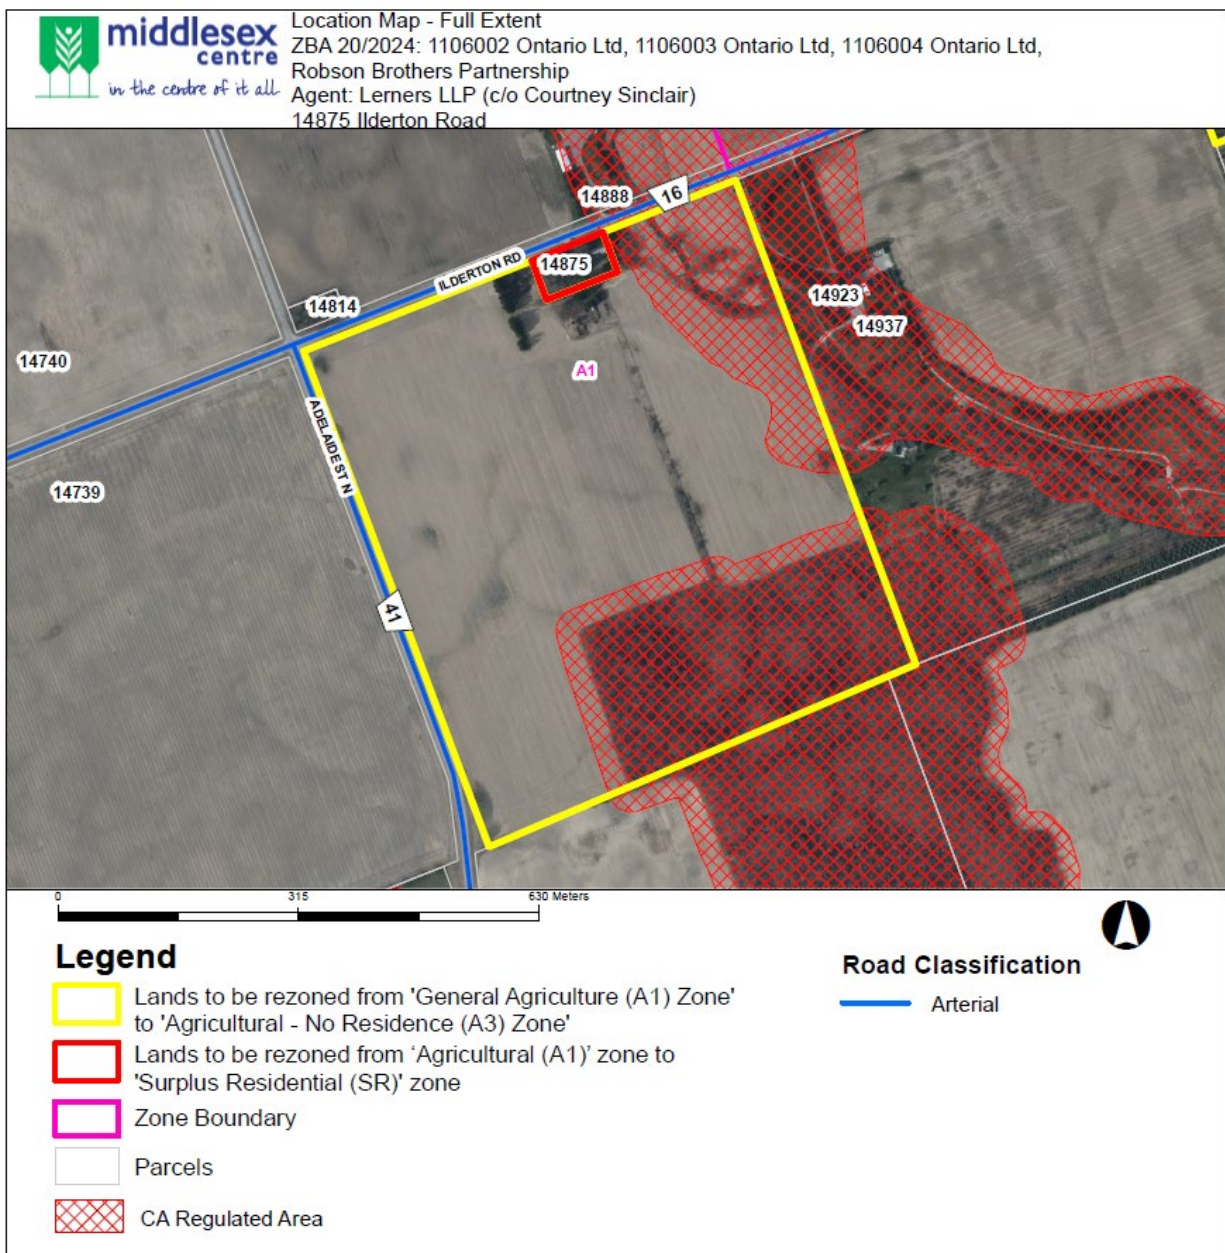 middlesex
centre
in the centre of it all
Location Map - Full Extent
ZBA 20/2024: 1106002 Ontario Ltd, 1106003 Ontario Ltd, 1106004 Ontario Ltd,
Robson Brothers Partnership
Agent: Lerners LLP (c/o Courtney Sinclair)
14875 Ilderton Road
14888
16
14875
ILDERTON RD
14814
14923
14937
14740
A1
ADELAIDE ST N
14739
41
0 315 630 Meters
Legend
Lands to be rezoned from 'General Agriculture (A1) Zone'
to 'Agricultural - No Residence (A3) Zone'
Lands to be rezoned from ‘Agricultural (A1)’ zone to
'Surplus Residential (SR)' zone
Zone Boundary
Parcels
CA Regulated Area
Road Classification
Arterial